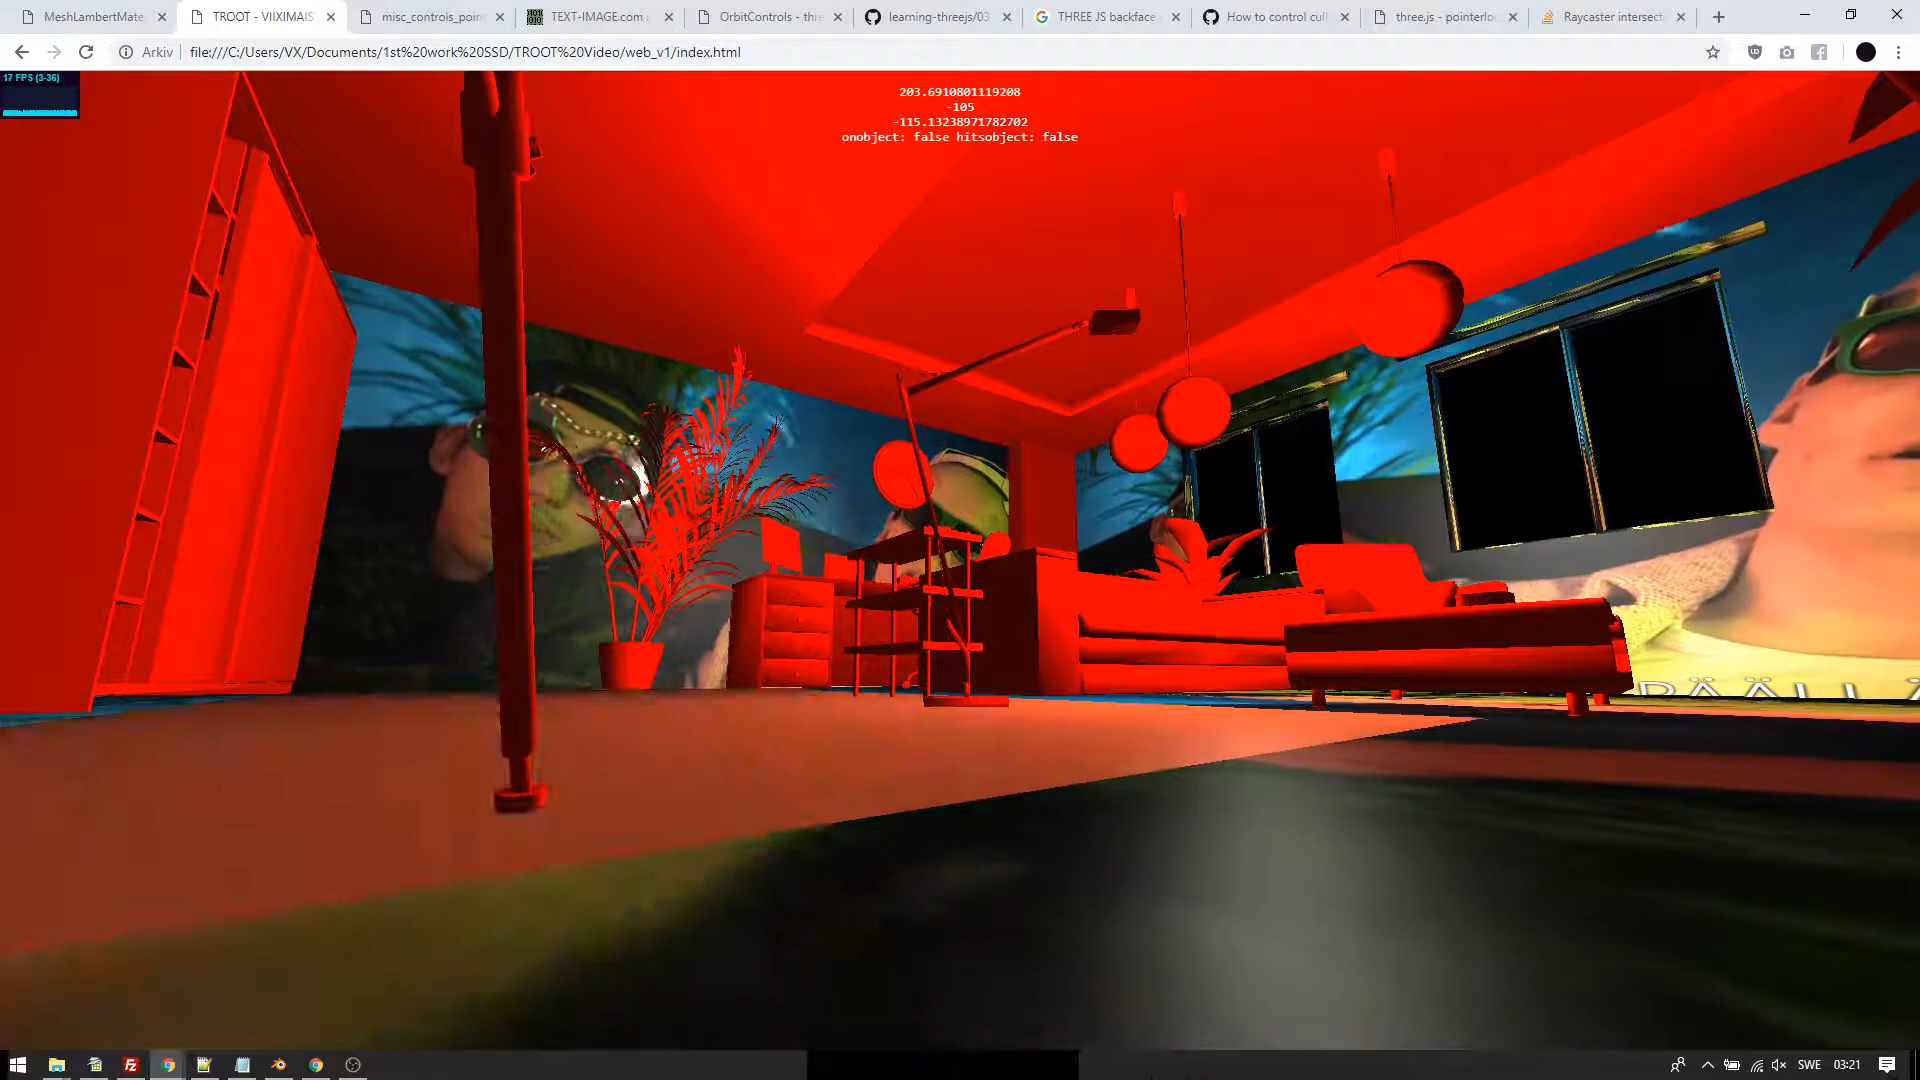 MeshLambertMate
TROOT - VIIXIMAIS
misc_controls_poin
TEXT-IMAGE.com
OrbitControls - thre
learning-threejs/03
THREE JS backface
How to control cull
three.js - pointerloc
Raycaster intersect
Arkiv
file:///C:/Users/VX/Documents/1st%20work%20SSD/TROOT%20Video/web_v1/index.html
17 FPS (3-36)
203.6910801119208
-105
-115.13238971782702
onobject: false hitsobject: false
SWE
03:21